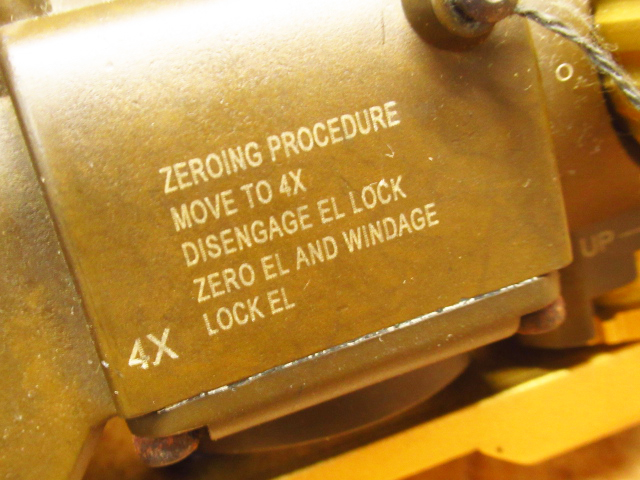 ZEROING PROCEDURE
MOVE TO 4X
DISENGAGE EL LOCK
ZERO EL AND WINDAGE
LOCK EL
4X
UP